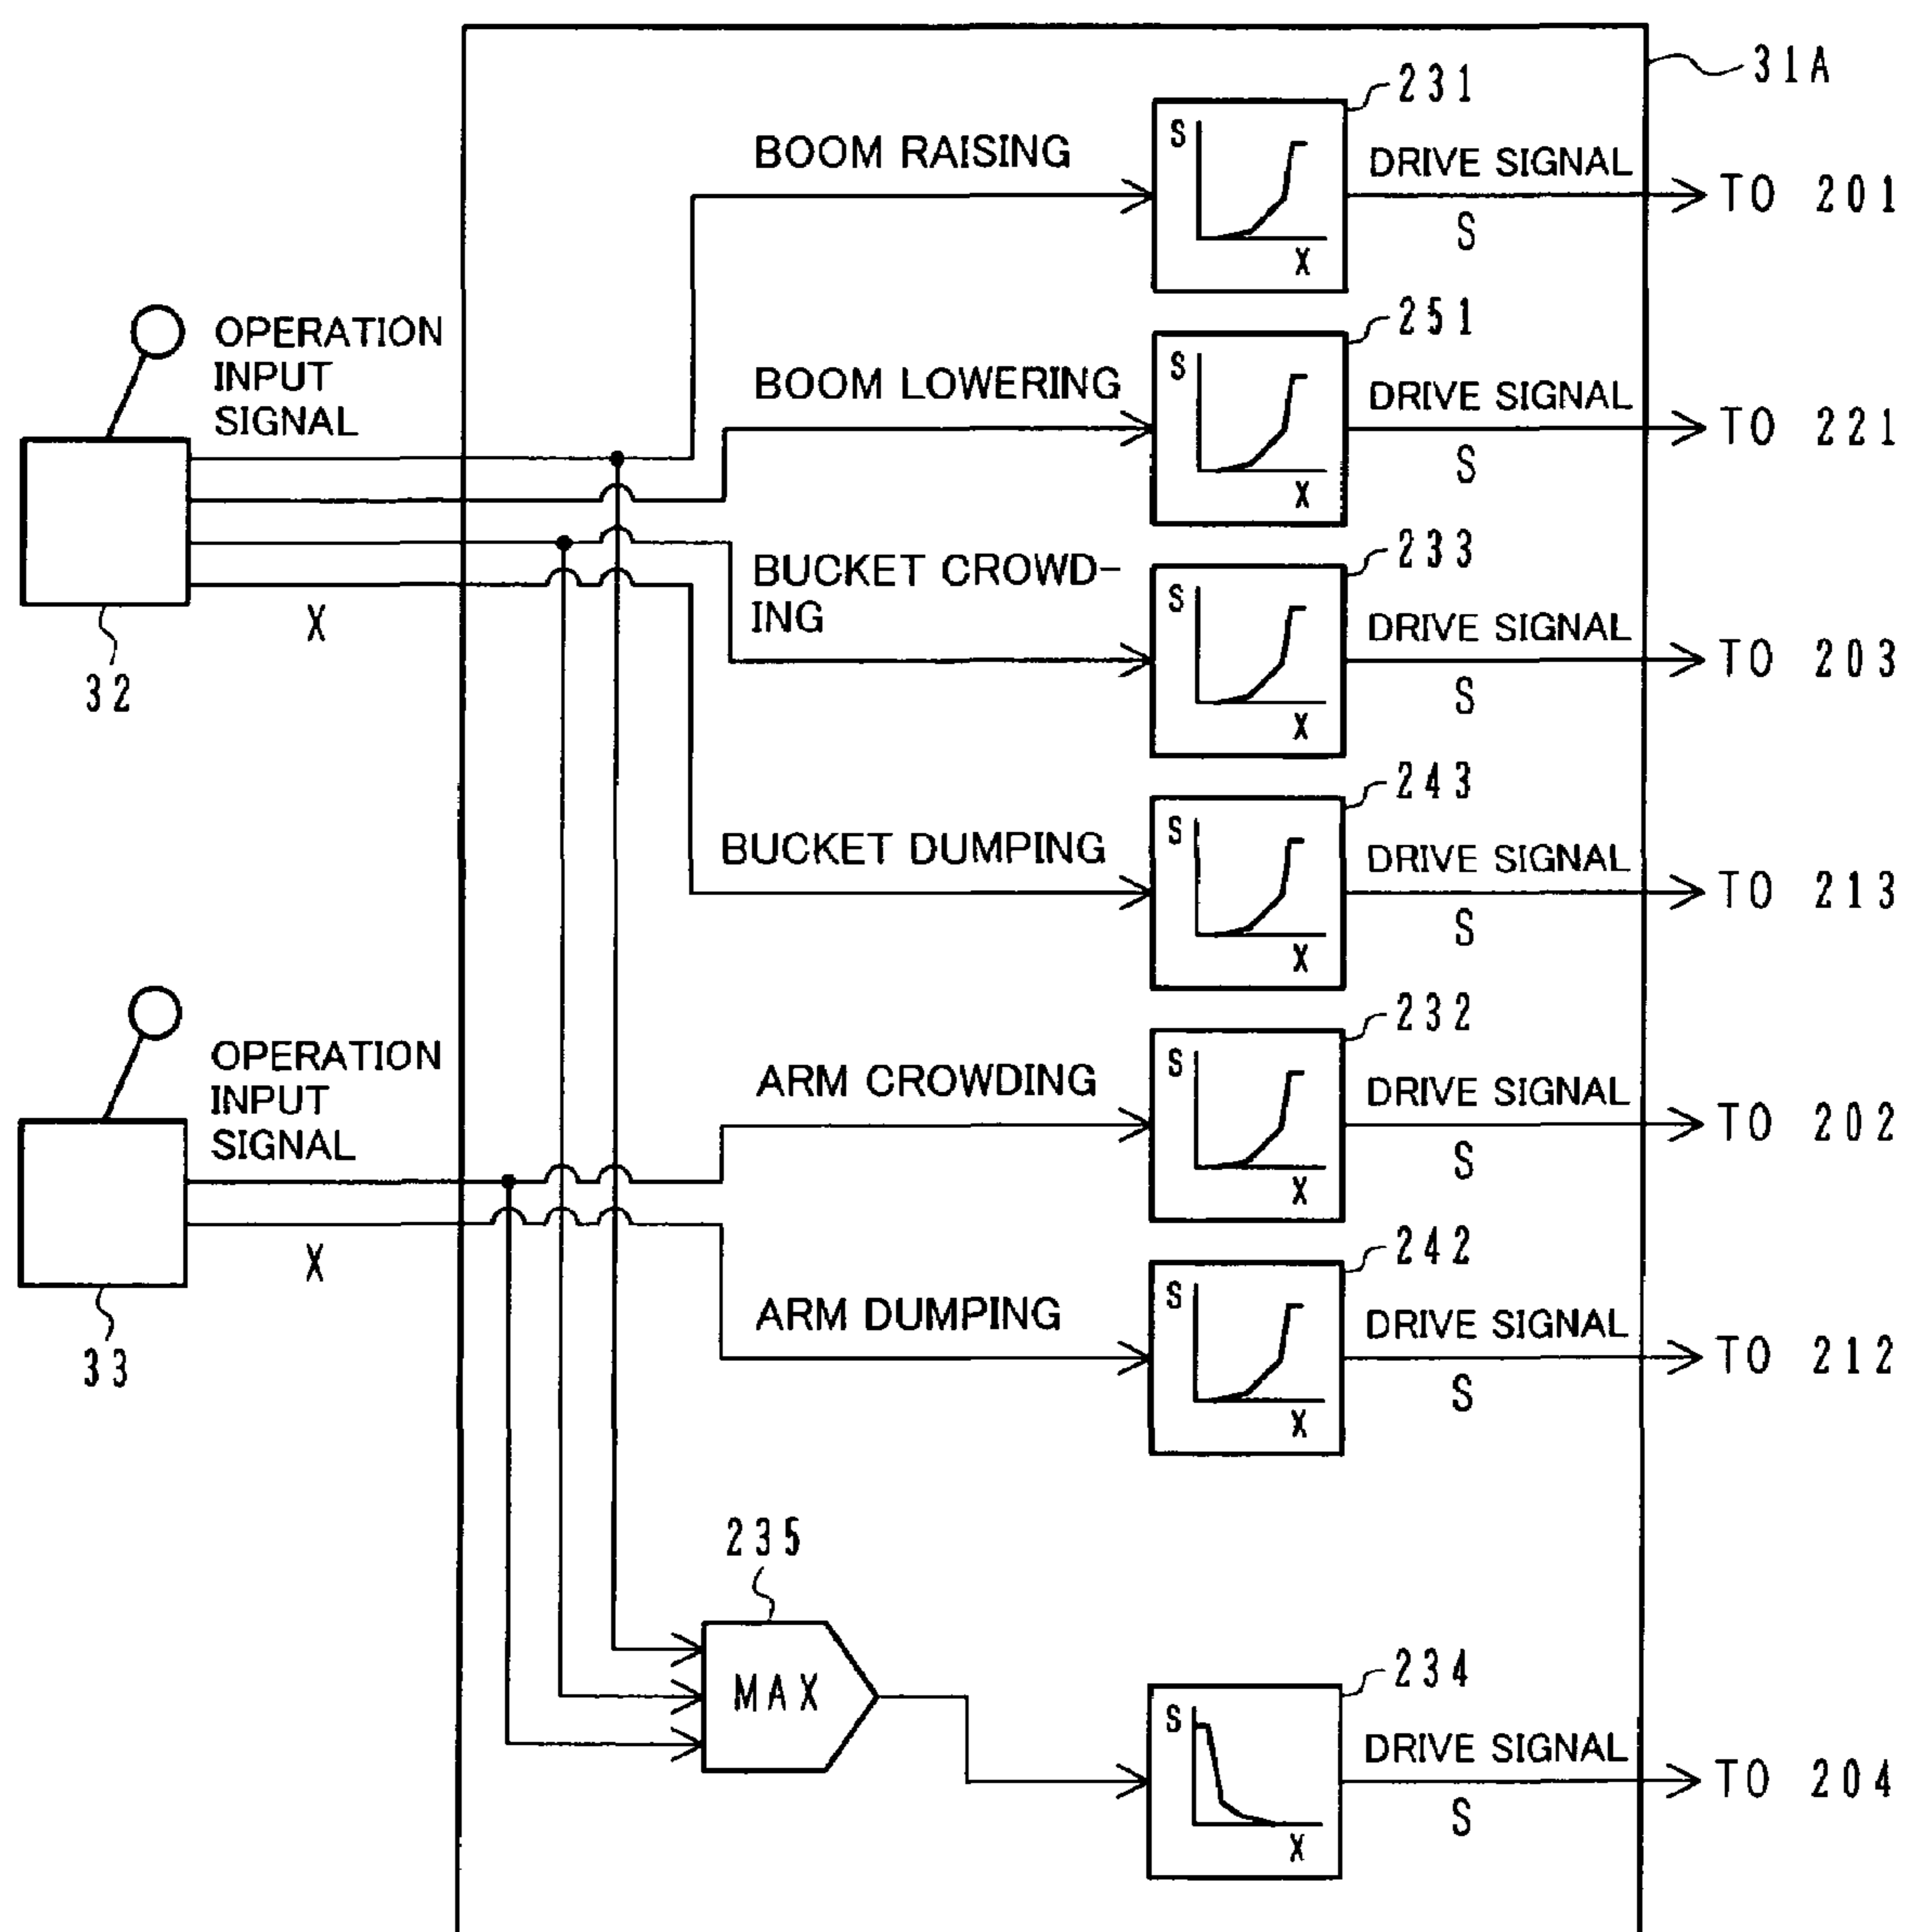 31A
231
BOOM RAISING
S
X
DRIVE SIGNAL
S
TO 201
OPERATION
INPUT
SIGNAL
251
BOOM LOWERING
S
X
DRIVE SIGNAL
S
TO 221
233
BUCKET CROWD-
ING
S
X
DRIVE SIGNAL
S
TO 203
X
32
243
BUCKET DUMPING
S
X
DRIVE SIGNAL
S
TO 213
OPERATION
INPUT
SIGNAL
232
ARM CROWDING
S
X
DRIVE SIGNAL
S
TO 202
X
33
242
ARM DUMPING
S
X
DRIVE SIGNAL
S
TO 212
235
MAX
234
S
X
DRIVE SIGNAL
S
TO 204